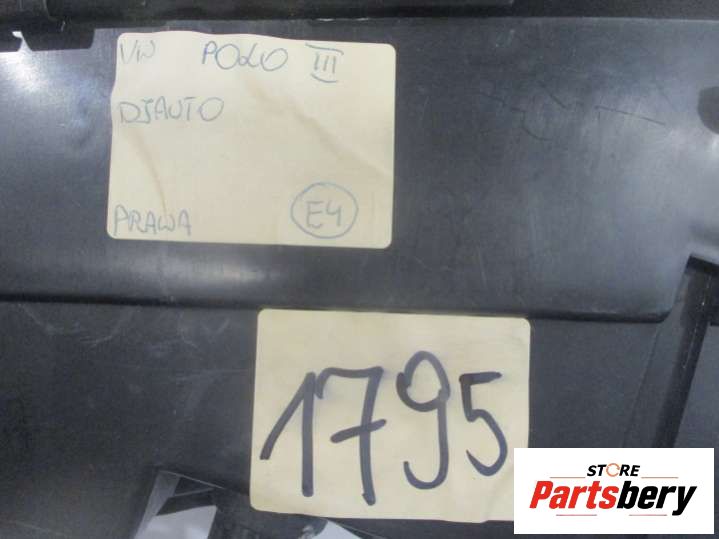 VW POLO III
DJAUTO
PRAWA E4
1795
STORE
Partsbery